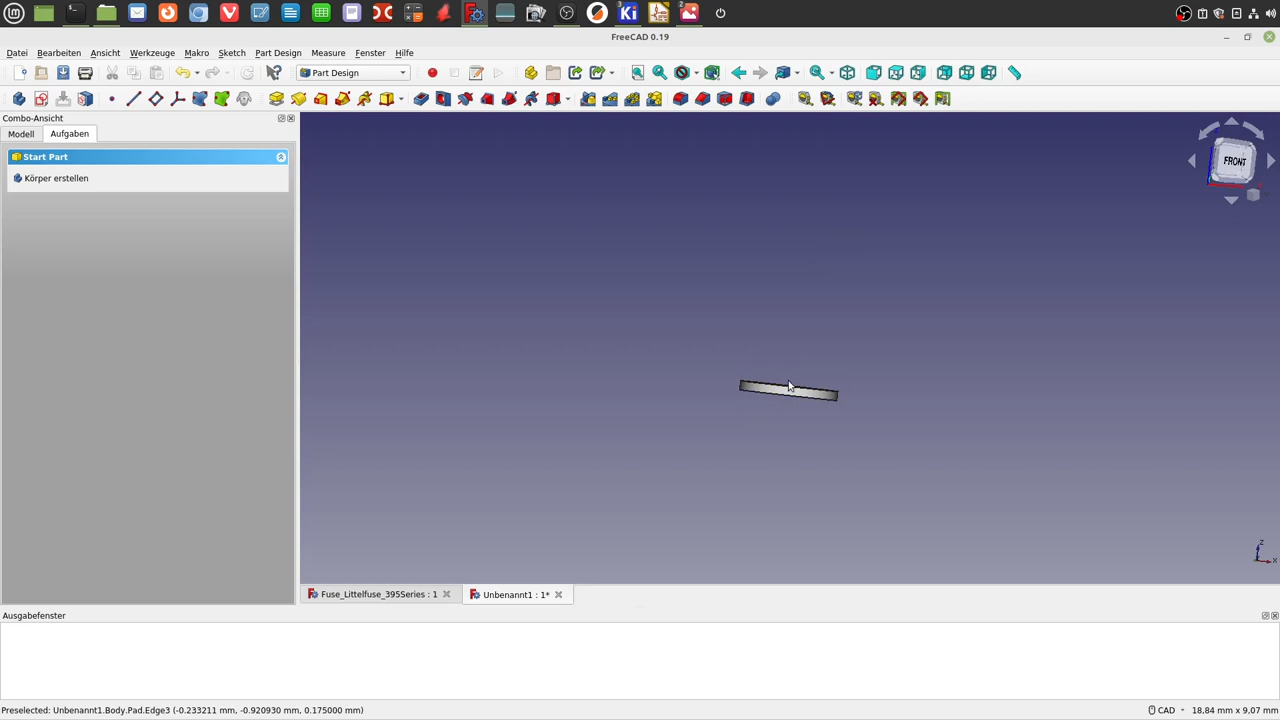 FreeCAD 0.19
Datei Bearbeiten Ansicht Werkzeuge Makro Sketch Part Design Measure Fenster Hilfe
Part Design
Combo-Ansicht
Modell Aufgaben
Start Part
Körper erstellen
FRONT
Z
X
Fuse_Littelfuse_395Series : 1
Unbenannt1 : 1*
Ausgabefenster
Preselected: Unbenannt1.Body.Pad.Edge3 (-0.233211 mm, -0.920930 mm, 0.175000 mm)
CAD
18,84 mm x 9,07 mm